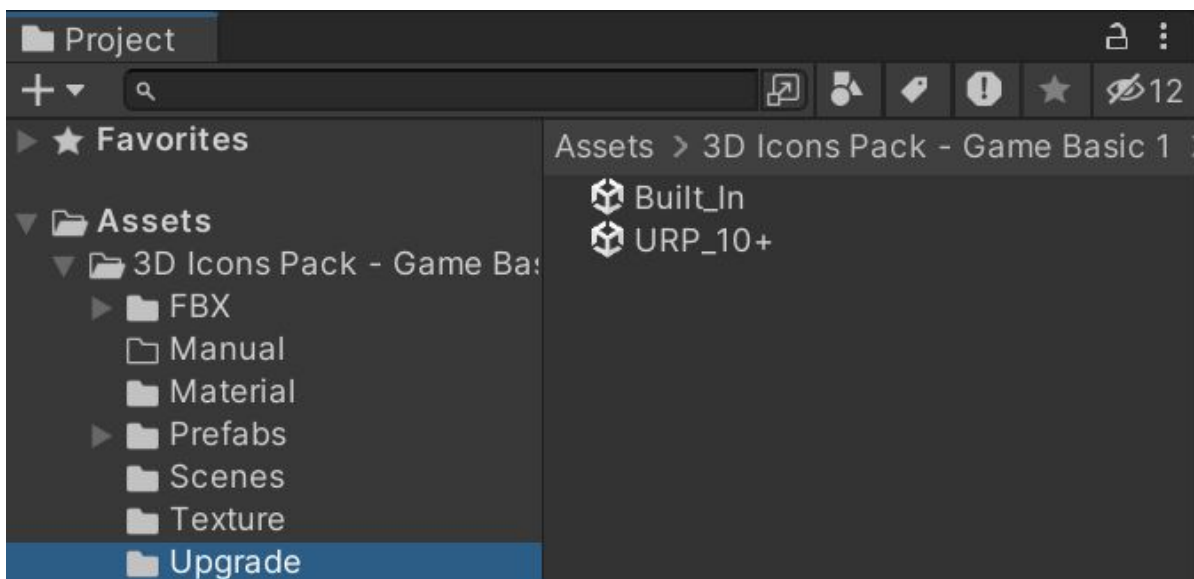 Project
12
Favorites
Assets > 3D Icons Pack - Game Basic 1
Built_In
URP_10+
Assets
3D Icons Pack - Game Bas
FBX
Manual
Material
Prefabs
Scenes
Texture
Upgrade